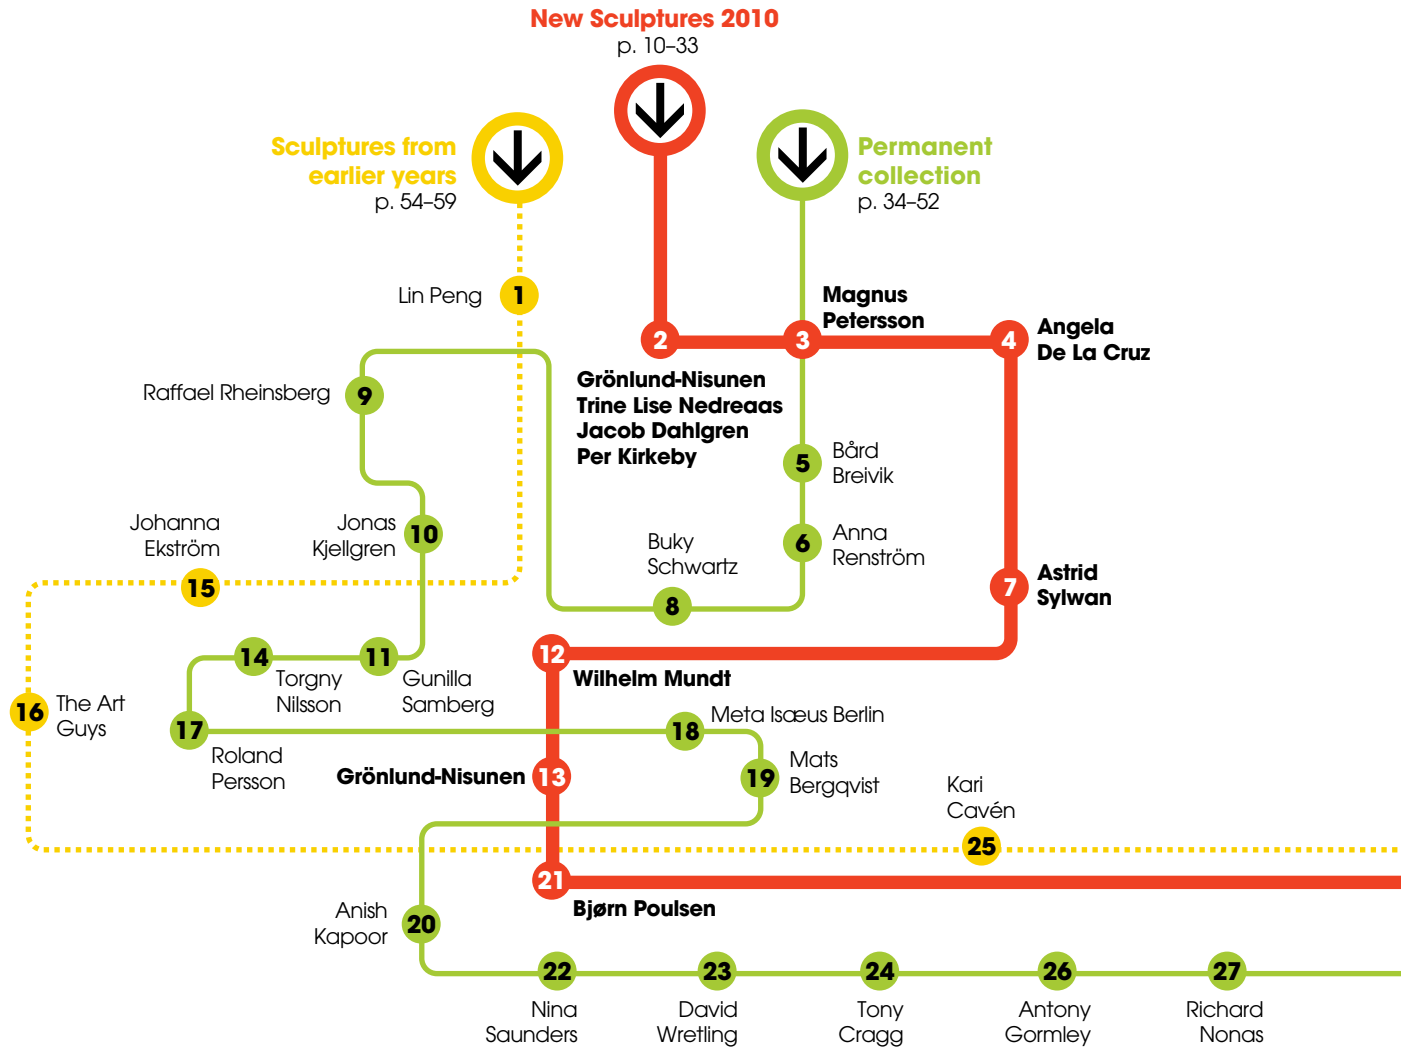 New Sculptures 2010
p. 10–33
Sculptures from
earlier years
p. 54–59
Permanent
collection
p. 34–52
Lin Peng
1
2
Grönlund-Nisunen
Trine Lise Nedreaas
Jacob Dahlgren
Per Kirkeby
Magnus
Petersson
3
4
Angela
De La Cruz
Raffael Rheinsberg
9
5
Bård
Breivik
6
Anna
Renström
Johanna
Ekström
15
Jonas
Kjellgren
10
Buky
Schwartz
8
7
Astrid
Sylwan
14
Torgny
Nilsson
11
Gunilla
Samberg
12
Wilhelm Mundt
16
The Art
Guys
17
Roland
Persson
18
Meta Isæus Berlin
Grönlund-Nisunen
13
19
Mats
Bergqvist
Kari
Cavén
25
21
Bjørn Poulsen
Anish
Kapoor
20
22
Nina
Saunders
23
David
Wretling
24
Tony
Cragg
26
Antony
Gormley
27
Richard
Nonas